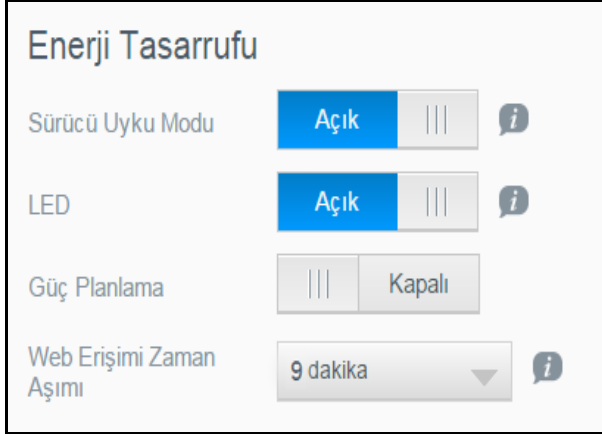 Enerji Tasarrufu
Sürücü Uyku Modu Açık
LED Açık
Güç Planlama Kapalı
Web Erişimi Zaman
Aşımı
9 dakika